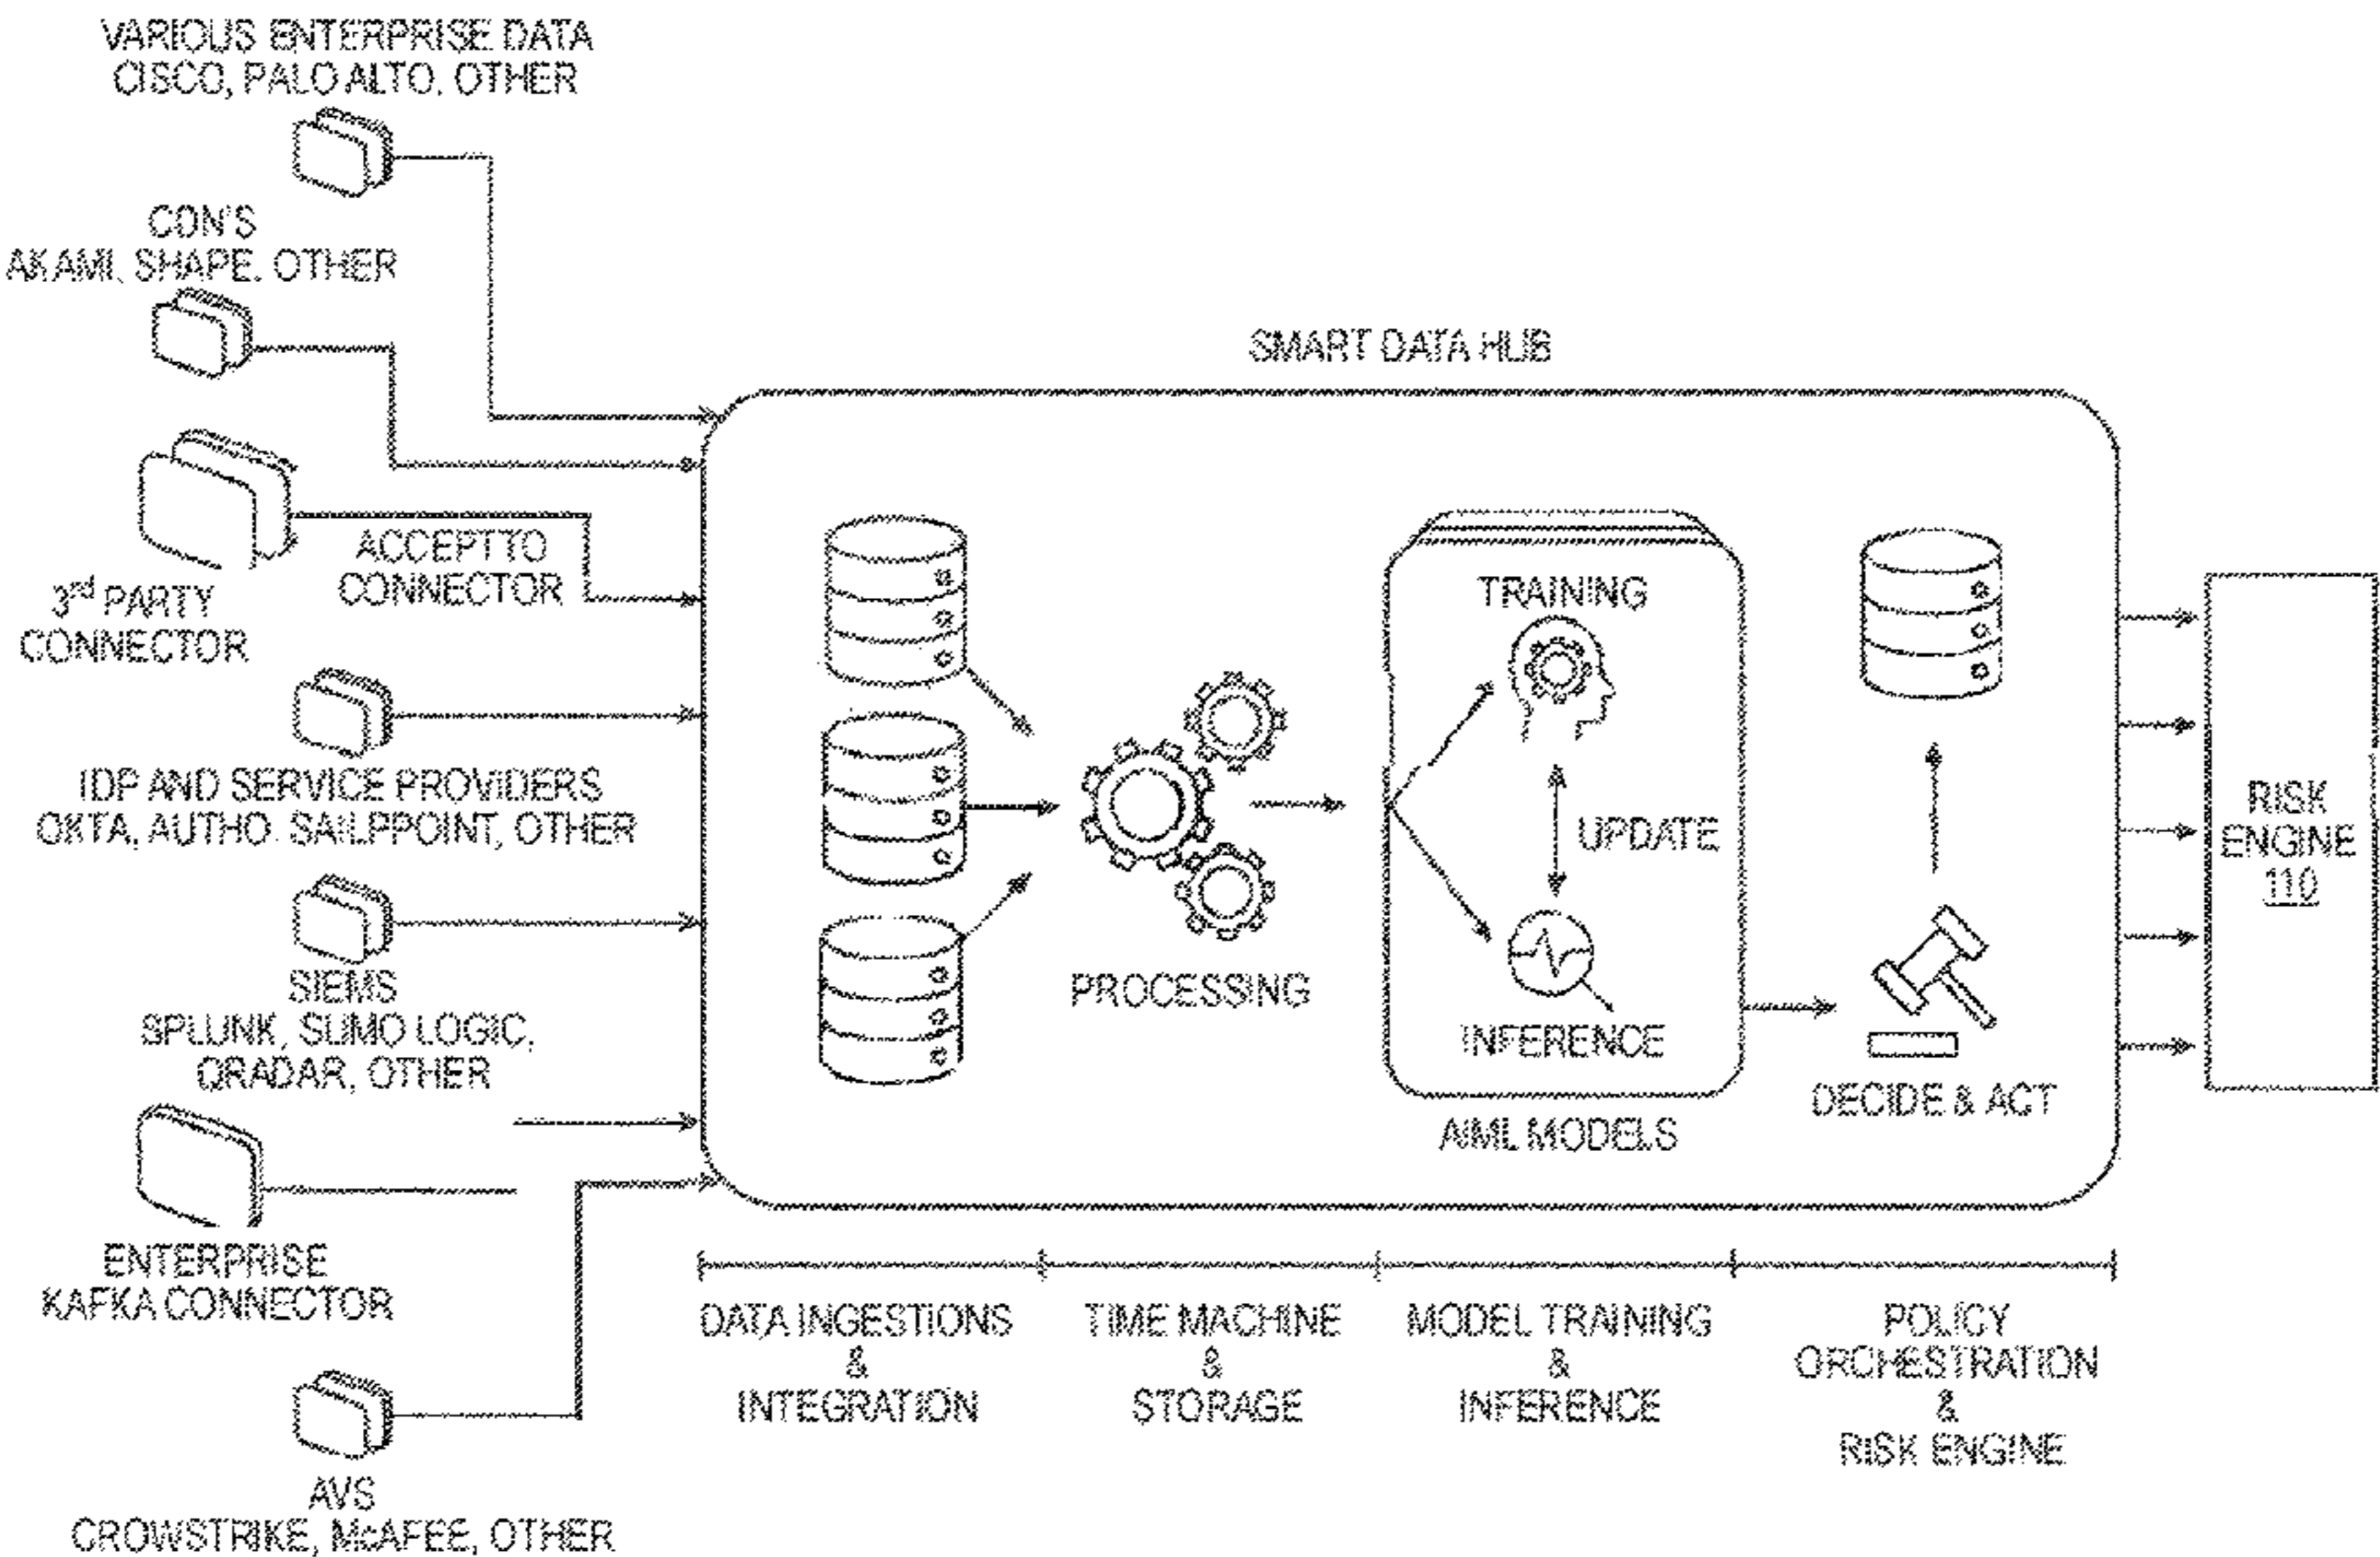 VARIOUS ENTERPRISE DATA
CISCO, PALO ALTO, OTHER
CDN'S
AKAMI, SHAPE, OTHER
3rd PARTY
CONNECTOR
ACCEPTTO
CONNECTOR
IDP AND SERVICE PROVIDERS
OKTA, AUTHO, SAILPPOINT, OTHER
SIEMS
SPLUNK, SUMO LOGIC,
QRADAR, OTHER
ENTERPRISE
KAFKA CONNECTOR
AVS
CROWSTRIKE, McAFEE, OTHER
SMART DATA HUB
PROCESSING
TRAINING
UPDATE
INFERENCE
AIML MODELS
DECIDE & ACT
RISK
ENGINE
110
DATA INGESTIONS
&
INTEGRATION
TIME MACHINE
&
STORAGE
MODEL TRAINING
&
INFERENCE
POLICY
ORCHESTRATION
&
RISK ENGINE